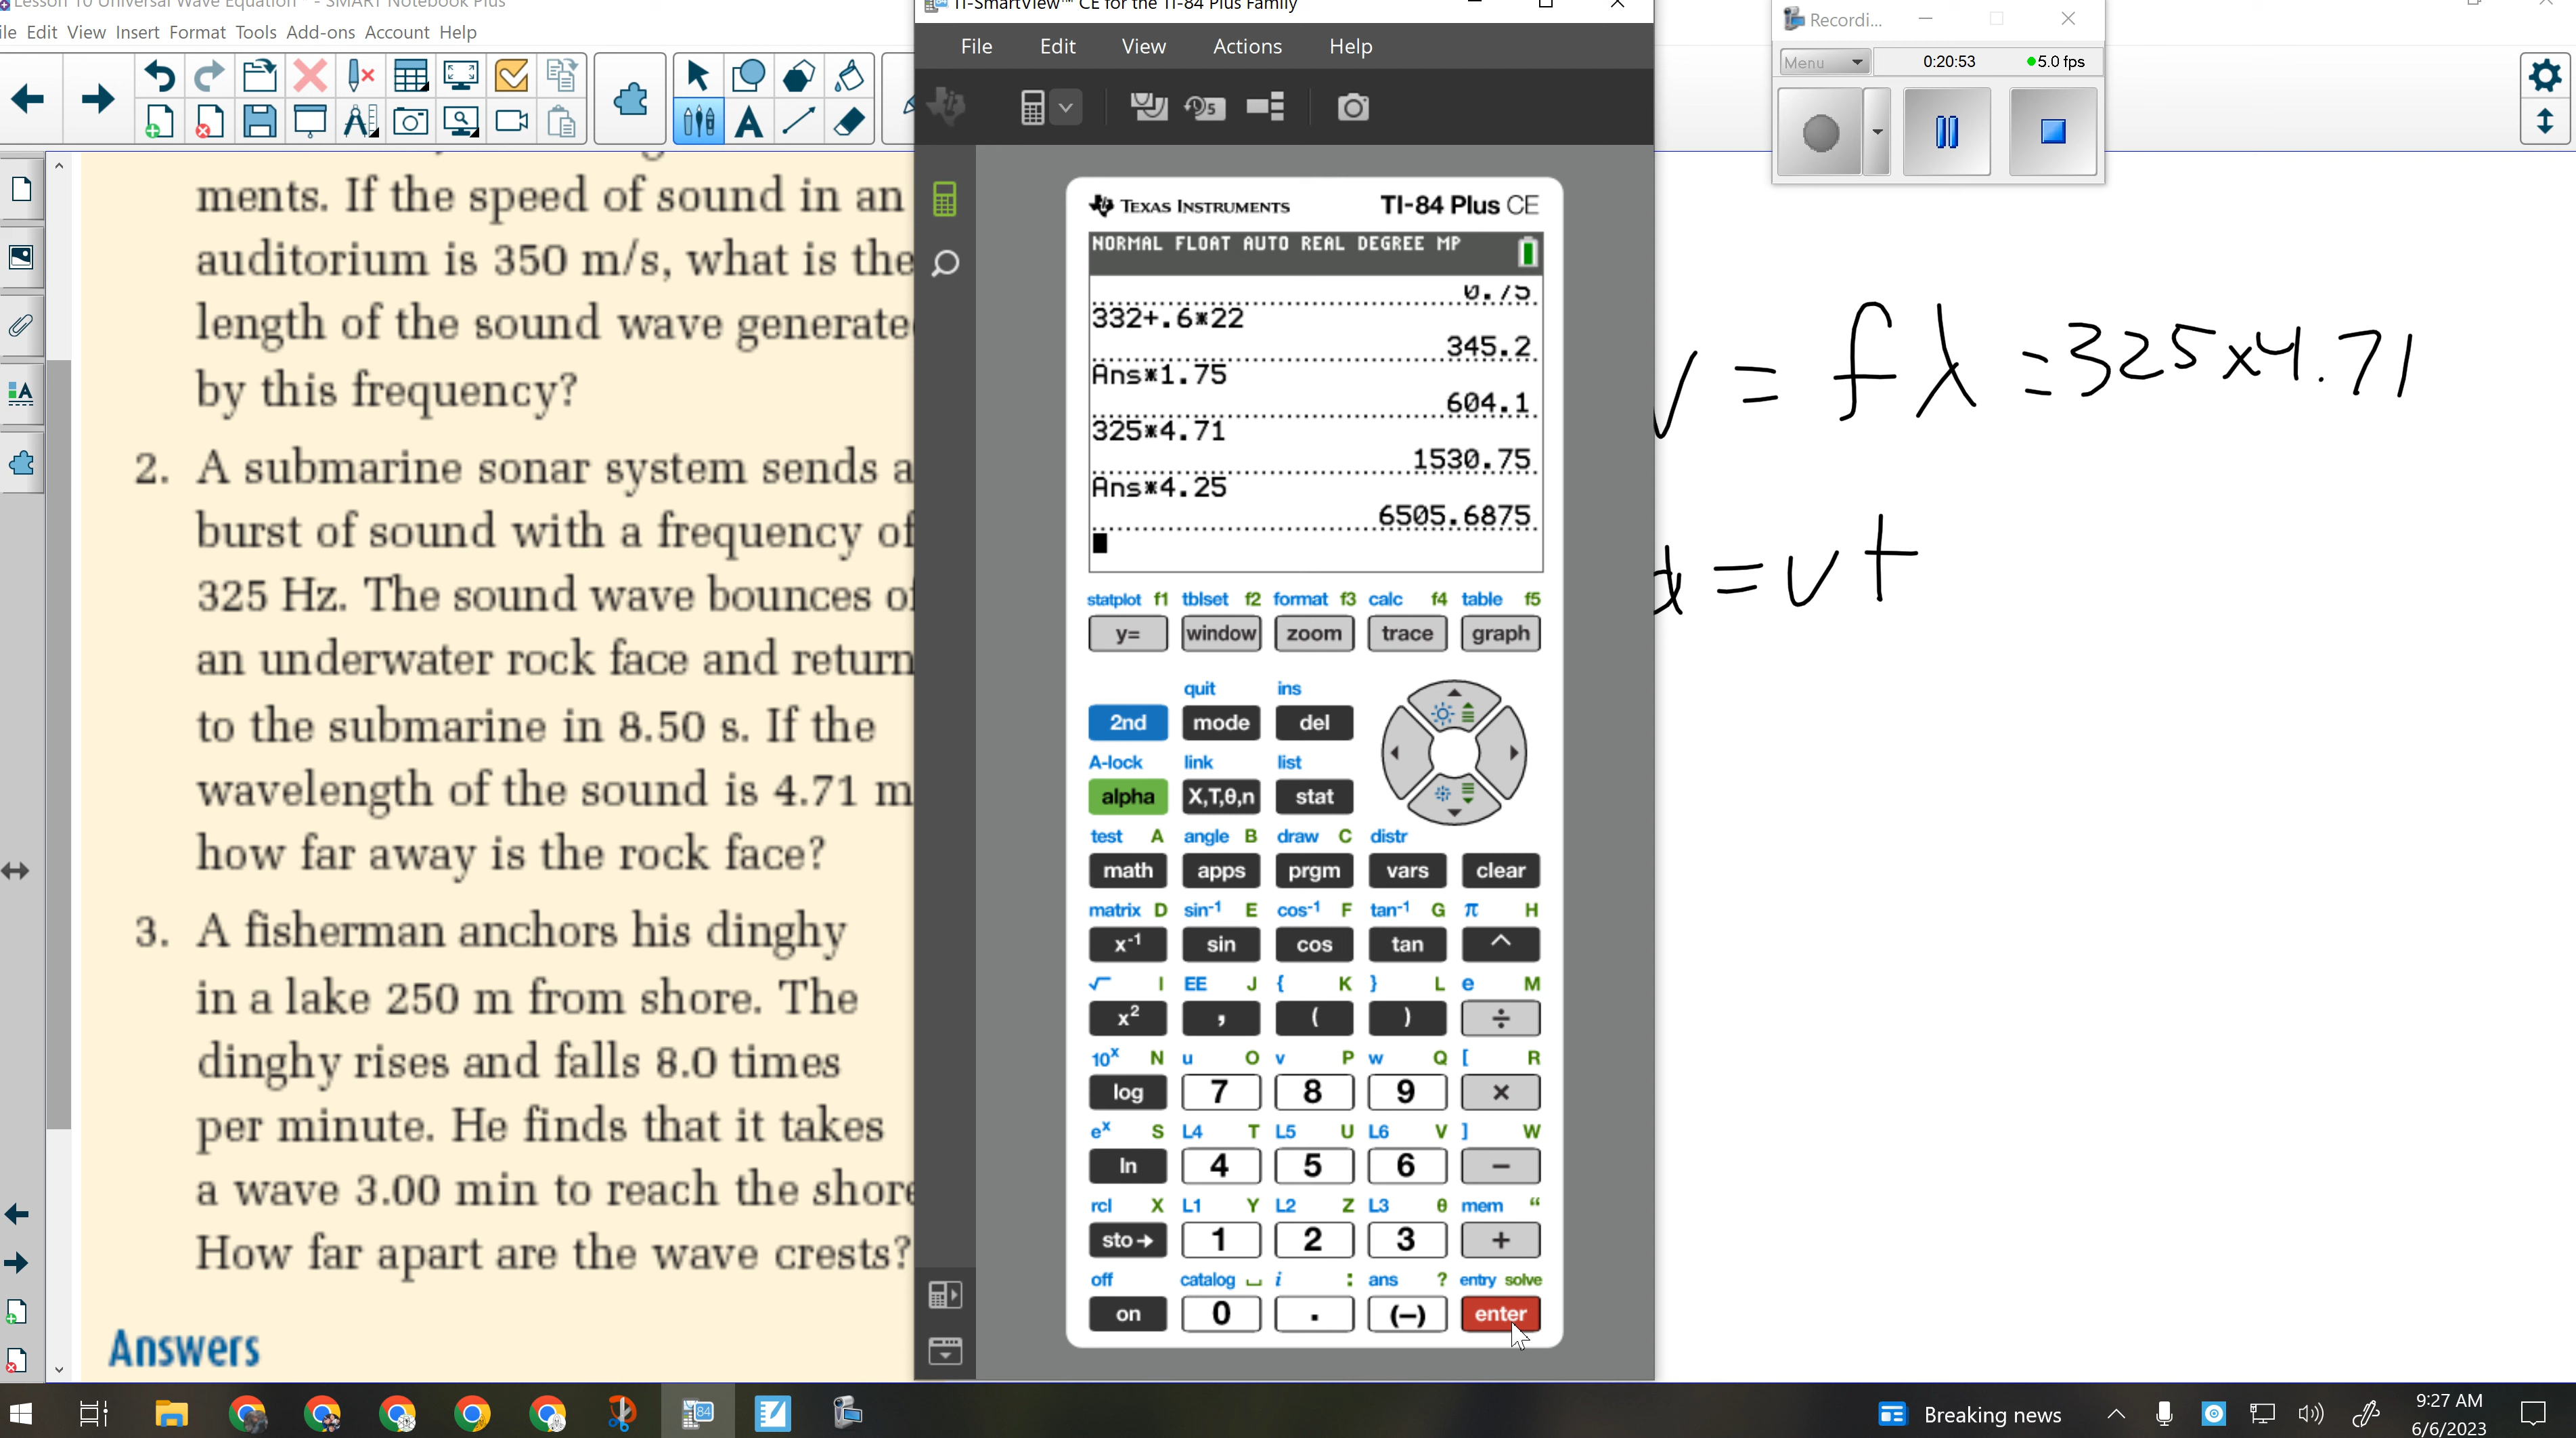 Lesson 10 Universal Wave Equation - SMART Notebook Plus
ile Edit View Insert Format Tools Add-ons Account Help
TI-SmartView™ CE for the TI-84 Plus Family
File Edit View Actions Help
Recordi...
Menu 0:20:53 5.0 fps
ments. If the speed of sound in an
auditorium is 350 m/s, what is the
length of the sound wave generate
by this frequency?
2. A submarine sonar system sends a
burst of sound with a frequency of
325 Hz. The sound wave bounces of
an underwater rock face and return
to the submarine in 8.50 s. If the
wavelength of the sound is 4.71 m
how far away is the rock face?
3. A fisherman anchors his dinghy
in a lake 250 m from shore. The
dinghy rises and falls 8.0 times
per minute. He finds that it takes
a wave 3.00 min to reach the shore
How far apart are the wave crests?
Answers
TEXAS INSTRUMENTS TI-84 Plus CE
NORMAL FLOAT AUTO REAL DEGREE MP
0.75
332+.6*22
345.2
Ans*1.75
604.1
325*4.71
1530.75
Ans*4.25
6505.6875
statplot f1 tblset f2 format f3 calc f4 table f5
y= window zoom trace graph
quit ins
2nd mode del
A-lock link list
alpha X,T,θ,n stat
test A angle B draw C distr
math apps prgm vars clear
matrix D sin⁻¹ E cos⁻¹ F tan⁻¹ G π H
x⁻¹ sin cos tan ^
√ I EE J { K } L e M
x² , ( ) ÷
10ˣ N u O v P w Q [ R
log 7 8 9 ×
eˣ S L4 T L5 U L6 V ] W
ln 4 5 6 −
rcl X L1 Y L2 Z L3 θ mem “
sto→ 1 2 3 +
off catalog ⎵ i : ans ? entry solve
on 0 . (−) enter
v = fλ = 325×4.71
d = vt
Breaking news
9:27 AM
6/6/2023